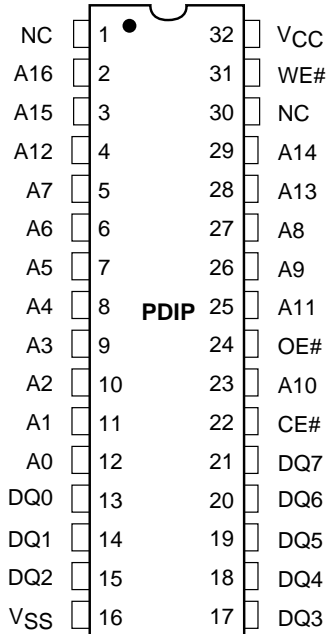 NC 1 32 VCC
A16 2 31 WE#
A15 3 30 NC
A12 4 29 A14
A7 5 28 A13
A6 6 27 A8
A5 7 26 A9
A4 8 PDIP 25 A11
A3 9 24 OE#
A2 10 23 A10
A1 11 22 CE#
A0 12 21 DQ7
DQ0 13 20 DQ6
DQ1 14 19 DQ5
DQ2 15 18 DQ4
VSS 16 17 DQ3